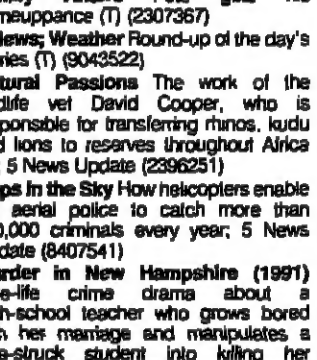 meuppance (T) (2307367)
News; Weather Round-up of the day's
ries (T) (9043522)
tural Passions The work of the
dlife vet David Cooper, who is
ponsible for transferring rhinos, kudu
d lions to reserves throughout Africa
; 5 News Update (2396251)
ps in the Sky How helicopters enable
aerial police to catch more than
0,000 criminals every year; 5 News
date (8407541)
rder in New Hampshire (1991)
e-life crime drama about a
h-school teacher who grows bored
h her marriage and manipulates a
e-struck student into killing her